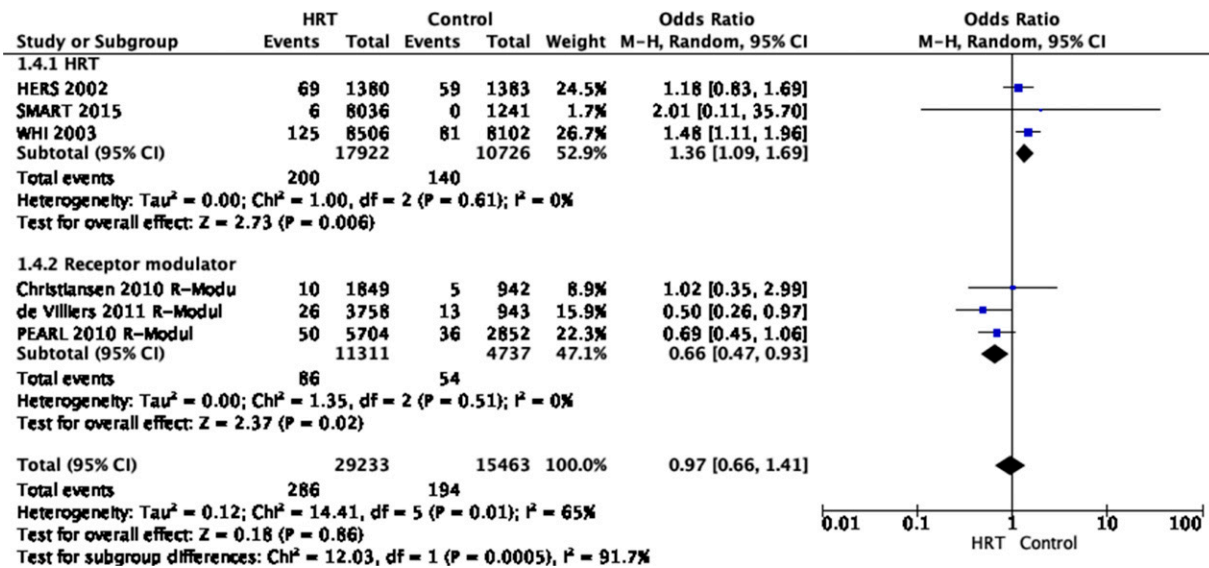 HRT Control Odds Ratio Odds Ratio
Study or Subgroup Events Total Events Total Weight M-H, Random, 95% CI M-H, Random, 95% CI
1.4.1 HRT
HERS 2002 69 1380 59 1383 24.5% 1.18 [0.83, 1.69]
SMART 2015 6 8036 0 1241 1.7% 2.01 [0.11, 35.70]
WHI 2003 125 8506 81 8102 26.7% 1.48 [1.11, 1.96]
Subtotal (95% CI) 17922 10726 52.9% 1.36 [1.09, 1.69]
Total events 200 140
Heterogeneity: Tau² = 0.00; Chi² = 1.00, df = 2 (P = 0.61); I² = 0%
Test for overall effect: Z = 2.73 (P = 0.006)
1.4.2 Receptor modulator
Christiansen 2010 R-Modu 10 1849 5 942 8.9% 1.02 [0.35, 2.99]
de Villiers 2011 R-Modul 26 3758 13 943 15.9% 0.50 [0.26, 0.97]
PEARL 2010 R-Modul 50 5704 36 2852 22.3% 0.69 [0.45, 1.06]
Subtotal (95% CI) 11311 4737 47.1% 0.66 [0.47, 0.93]
Total events 86 54
Heterogeneity: Tau² = 0.00; Chi² = 1.35, df = 2 (P = 0.51); I² = 0%
Test for overall effect: Z = 2.37 (P = 0.02)
Total (95% CI) 29233 15463 100.0% 0.97 [0.66, 1.41]
Total events 286 194
Heterogeneity: Tau² = 0.12; Chi² = 14.41, df = 5 (P = 0.01); I² = 65%
Test for overall effect: Z = 0.18 (P = 0.86)
Test for subgroup differences: Chi² = 12.03, df = 1 (P = 0.0005), I² = 91.7%
0.01 0.1 1 10 100
HRT Control